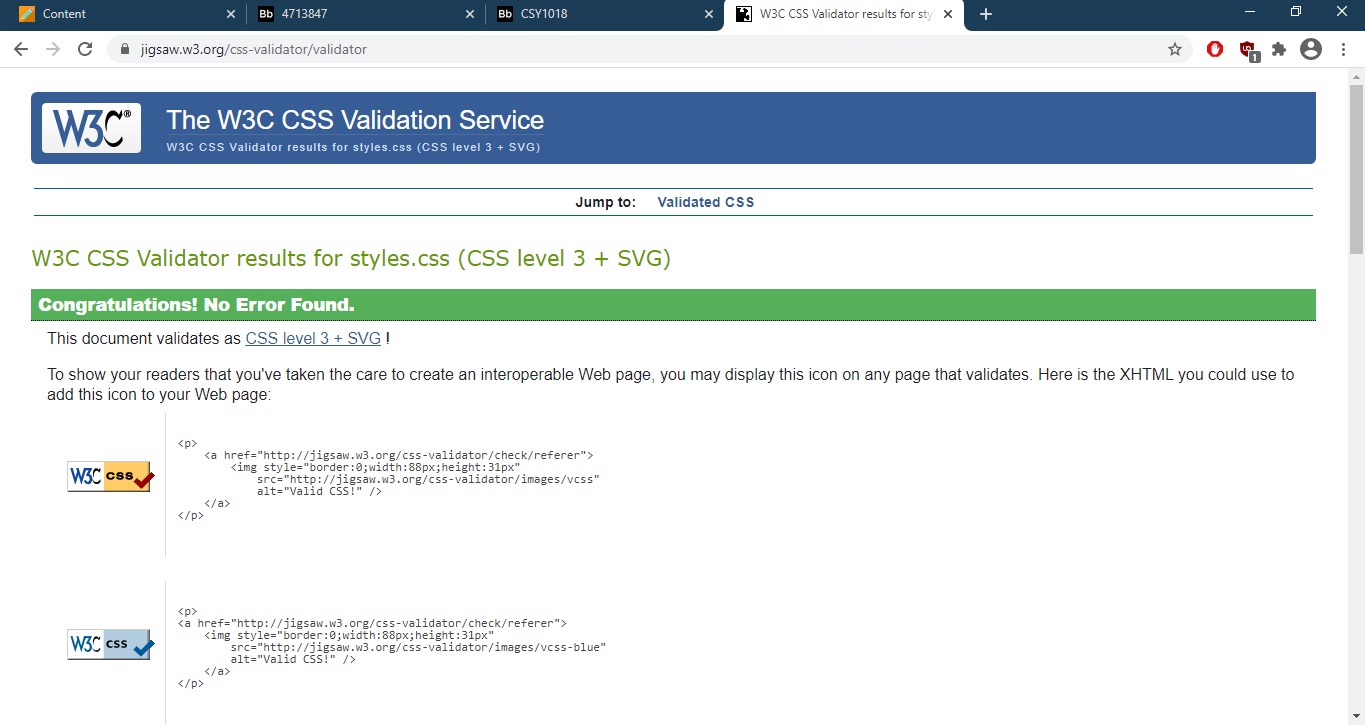 Content
Bb 4713847
Bb CSY1018
W3C CSS Validator results for sty
jigsaw.w3.org/css-validator/validator
1
W3C®
The W3C CSS Validation Service
W3C CSS Validator results for styles.css (CSS level 3 + SVG)
Jump to: Validated CSS
W3C CSS Validator results for styles.css (CSS level 3 + SVG)
Congratulations! No Error Found.
This document validates as CSS level 3 + SVG !
To show your readers that you've taken the care to create an interoperable Web page, you may display this icon on any page that validates. Here is the XHTML you could use to
add this icon to your Web page:
W3C css
<p>
    <a href="http://jigsaw.w3.org/css-validator/check/referer">
        <img style="border:0;width:88px;height:31px"
            src="http://jigsaw.w3.org/css-validator/images/vcss"
            alt="Valid CSS!" />
    </a>
</p>
W3C css
<p>
<a href="http://jigsaw.w3.org/css-validator/check/referer">
    <img style="border:0;width:88px;height:31px"
        src="http://jigsaw.w3.org/css-validator/images/vcss-blue"
        alt="Valid CSS!" />
    </a>
</p>